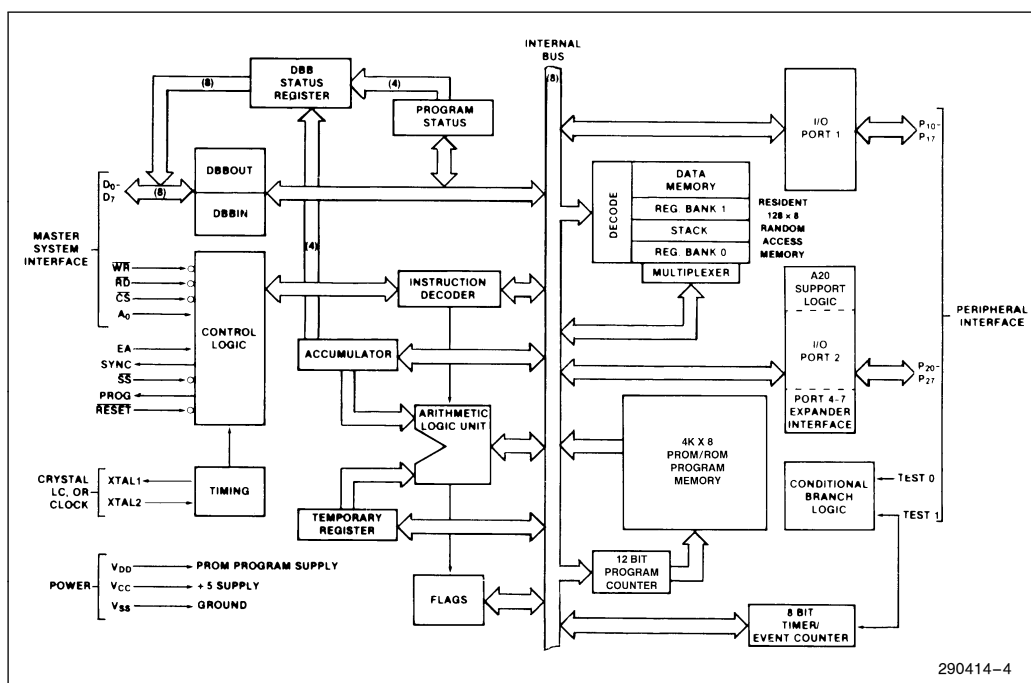 INTERNAL
BUS
(8)
DBB
STATUS
REGISTER
(8)
(4)
PROGRAM
STATUS
I/O
PORT 1
P10-
P17
DBBOUT
DBBIN
D0-
D7
(8)
MASTER
SYSTEM
INTERFACE
(4)
DECODE
DATA
MEMORY
REG. BANK 1
STACK
REG. BANK 0
MULTIPLEXER
RESIDENT
128 × 8
RANDOM
ACCESS
MEMORY
WR
RD
CS
A0
EA
SYNC
SS
PROG
RESET
CONTROL
LOGIC
INSTRUCTION
DECODER
A20
SUPPORT
LOGIC
I/O
PORT 2
PORT 4-7
EXPANDER
INTERFACE
P20-
P27
PERIPHERAL
INTERFACE
ACCUMULATOR
ARITHMETIC
LOGIC UNIT
4K X 8
PROM/ROM
PROGRAM
MEMORY
CONDITIONAL
BRANCH
LOGIC
TEST 0
TEST 1
CRYSTAL
LC, OR
CLOCK
XTAL1
XTAL2
TIMING
TEMPORARY
REGISTER
12 BIT
PROGRAM
COUNTER
POWER
VDD
PROM PROGRAM SUPPLY
VCC
+ 5 SUPPLY
VSS
GROUND
FLAGS
8 BIT
TIMER/
EVENT COUNTER
290414–4